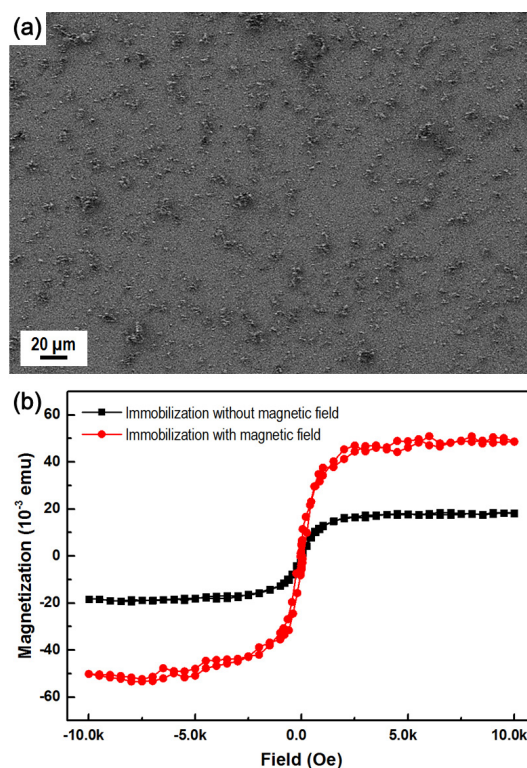 (a)
20 µm
(b)
Immobilization without magnetic field
Immobilization with magnetic field
Magnetization (10⁻³ emu)
60
40
20
0
-20
-40
-60
-10.0k -5.0k 0.0 5.0k 10.0k
Field (Oe)